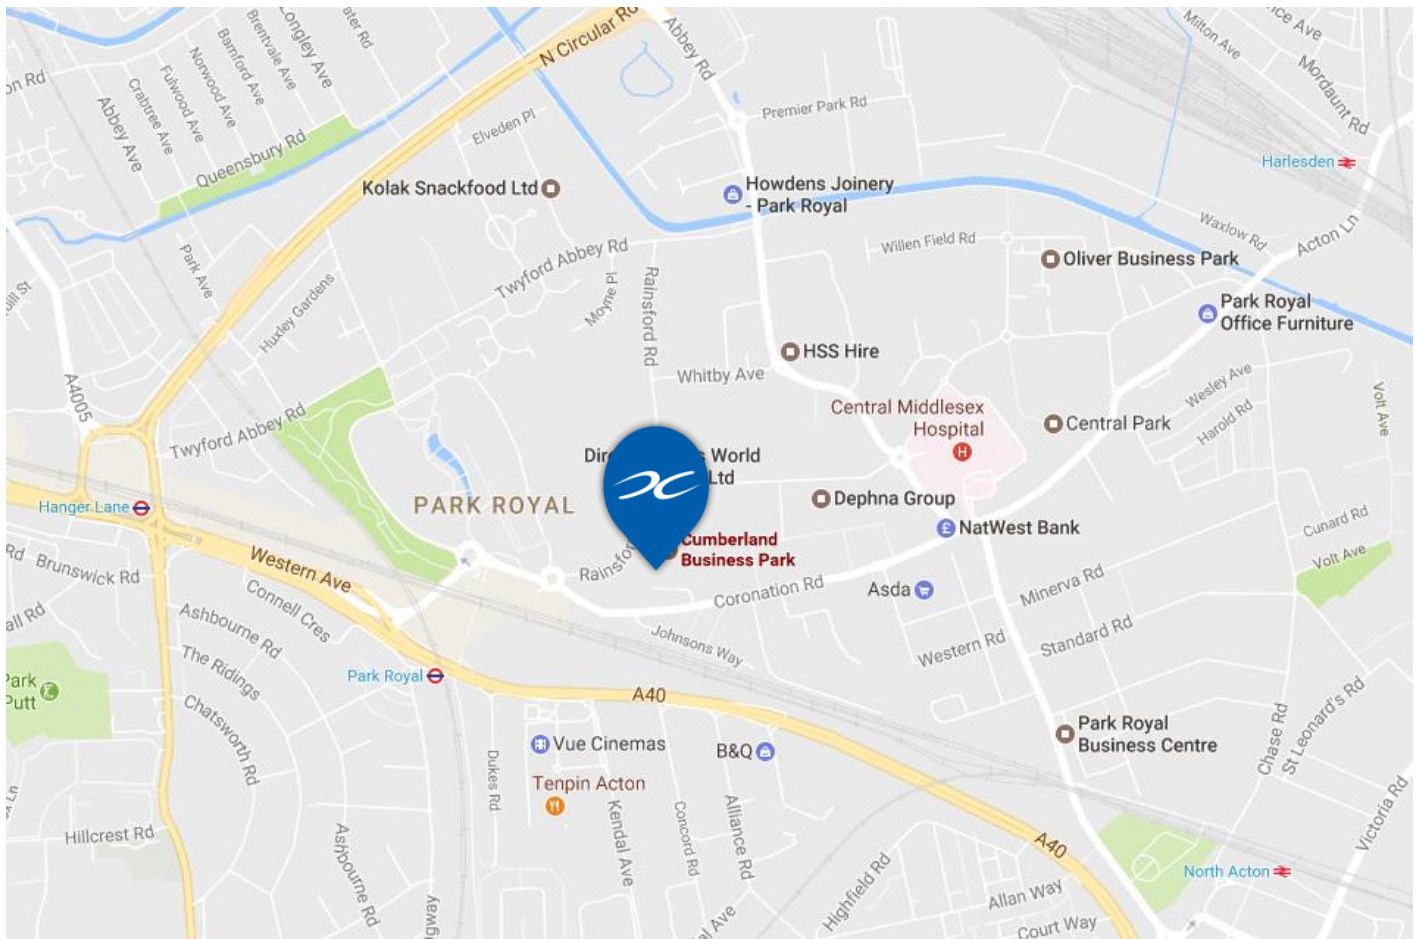 N Circular Rd
Abbey Rd
Longley Ave
Brentvale Ave
Bamford Ave
Norwood Ave
Fulwood Ave
Crabtree Ave
Abbey Ave
Queensbury Rd
Elveden Pl
Premier Park Rd
Milton Ave
Mordaunt Rd
Harlesden
Kolak Snackfood Ltd
Howdens Joinery
- Park Royal
Waxlow Rd
Acton Ln
Willen Field Rd
Oliver Business Park
Park Ave
Twyford Abbey Rd
Moyne Pl
Rainsford Rd
Huxley Gardens
Park Royal
Office Furniture
HSS Hire
Whitby Ave
Wesley Ave
Harold Rd
Volt Ave
A4005
Twyford Abbey Rd
Central Middlesex
Hospital
H
Central Park
World
Ltd
Dephna Group
PARK ROYAL
Hanger Lane
NatWest Bank
Cunard Rd
Volt Ave
Cumberland
Business Park
Coronation Rd
Asda
Minerva Rd
Standard Rd
Western Rd
Western Ave
Brunswick Rd
Connell Cres
Ashbourne Rd
The Ridings
Chatsworth Rd
Johnsons Way
Park Royal
A40
Park
Putt
Vue Cinemas
B&Q
Tenpin Acton
Dukes Rd
Kendal Ave
Concord Rd
Alliance Rd
Park Royal
Business Centre
Chase Rd
St Leonard's Rd
Victoria Rd
Hillcrest Rd
Ashbourne Rd
Highfield Rd
A40
North Acton
Allan Way
Court Way